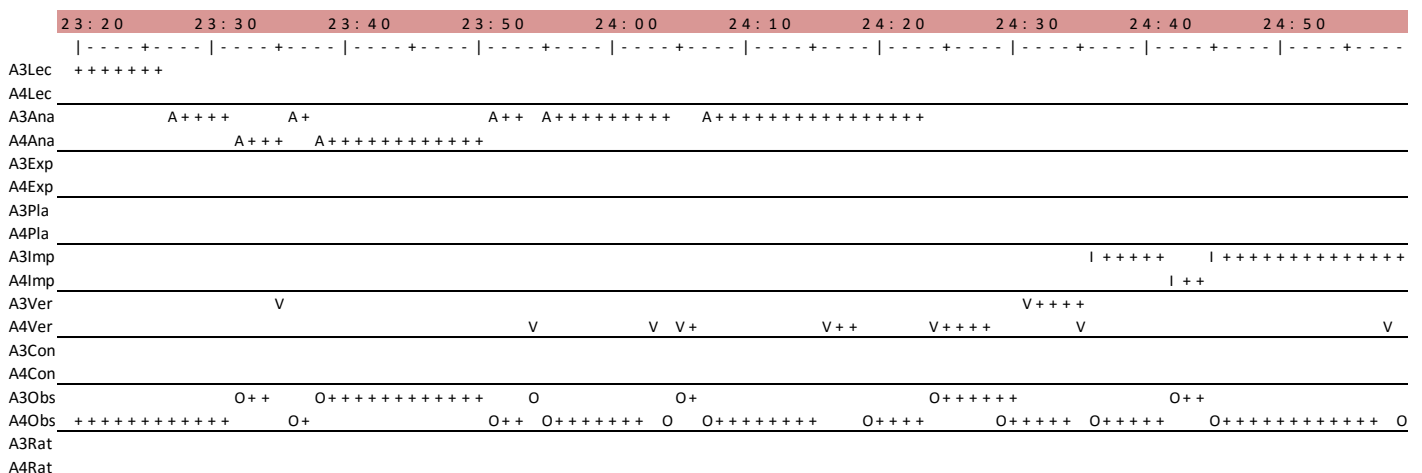 23:20 23:30 23:40 23:50 24:00 24:10 24:20 24:30 24:40 24:50
|----+----|----+----|----+----|----+----|----+----|----+----|----+----|----+----|----+----|----+----
A3Lec +++++++
A4Lec
A3Ana A++++ A+ A++ A+++++++++ A++++++++++++++++
A4Ana A+++ A++++++++++++
A3Exp
A4Exp
A3Pla
A4Pla
A3Imp I+++++ I++++++++++++++
A4Imp I++
A3Ver V V++++
A4Ver V V V+ V++ V++++ V V
A3Con
A4Con
A3Obs O++ O++++++++++++ O O+ O++++++ O++
A4Obs ++++++++++++ O+ O++ O+++++++ O O++++++++ O++++ O+++++ O+++++ O++++++++++++ O
A3Rat
A4Rat